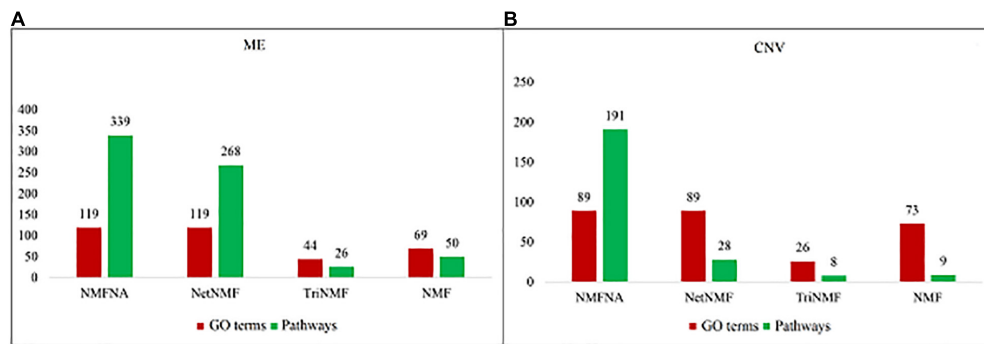 A
ME
400
350
300
250
200
150
100
50
0
119 339
119 268
44 26
69 50
NMFNA NetNMF TriNMF NMF
GO terms Pathways
B
CNV
250
200
150
100
50
0
89 191
89 28
26 8
73 9
NMFNA NetNMF TriNMF NMF
GO terms Pathways